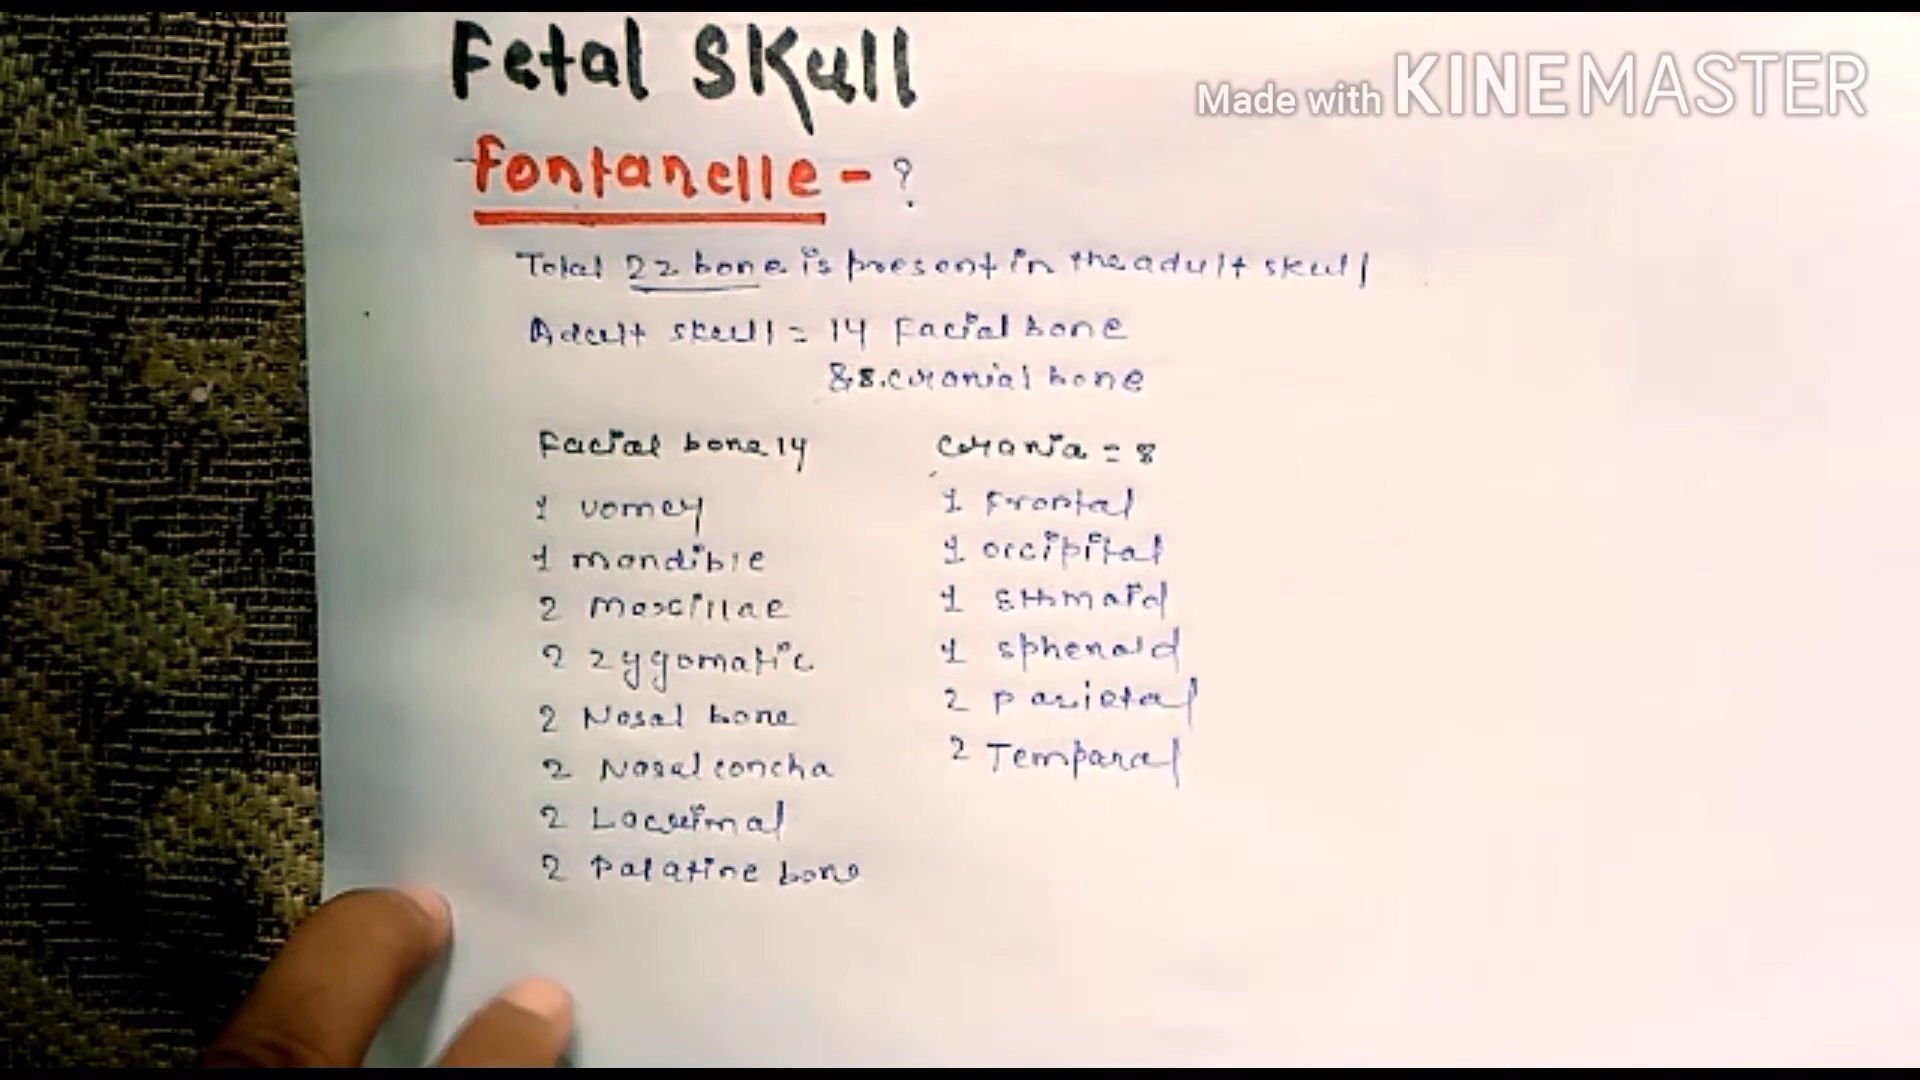 Fetal Skull
Made with KINEMASTER
Fontanelle - ?
Total 22 bone is present in the adult skull
Adult skull = 14 Facial bone
& 8. cranial bone
Facial bone 14
1 vomer
1 mandible
2 maxillae
2 zygomatic
2 Nasal bone
2 Nasal concha
2 Lacrimal
2 Palatine bone
Crania = 8
1 Frontal
1 occipital
1 Ethmaid
1 sphenoid
2 parietal
2 Temparal